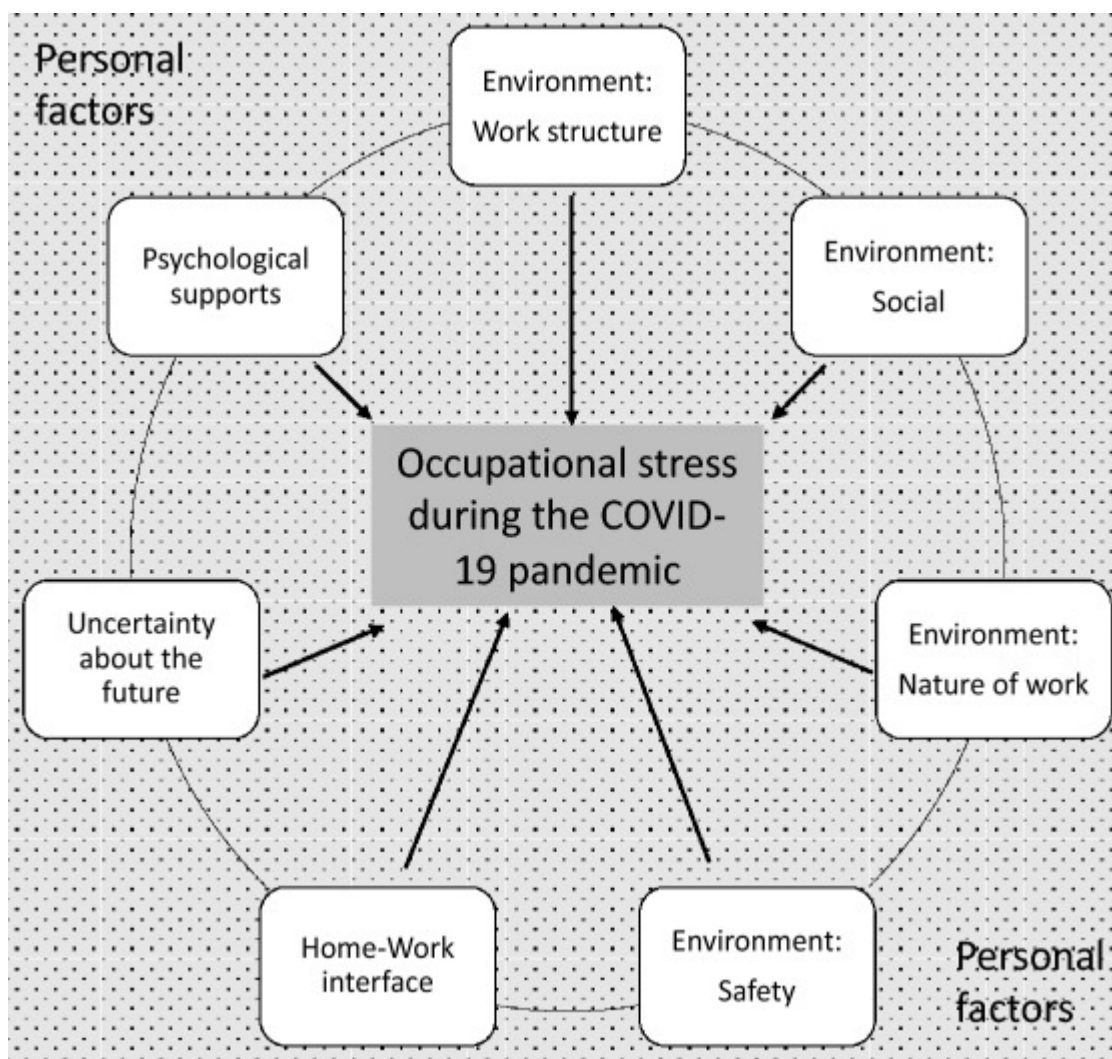 Personal
factors
Environment:
Work structure
Psychological
supports
Environment:
Social
Occupational stress
during the COVID-
19 pandemic
Uncertainty
about the
future
Environment:
Nature of work
Home-Work
interface
Environment:
Safety
Personal
factors